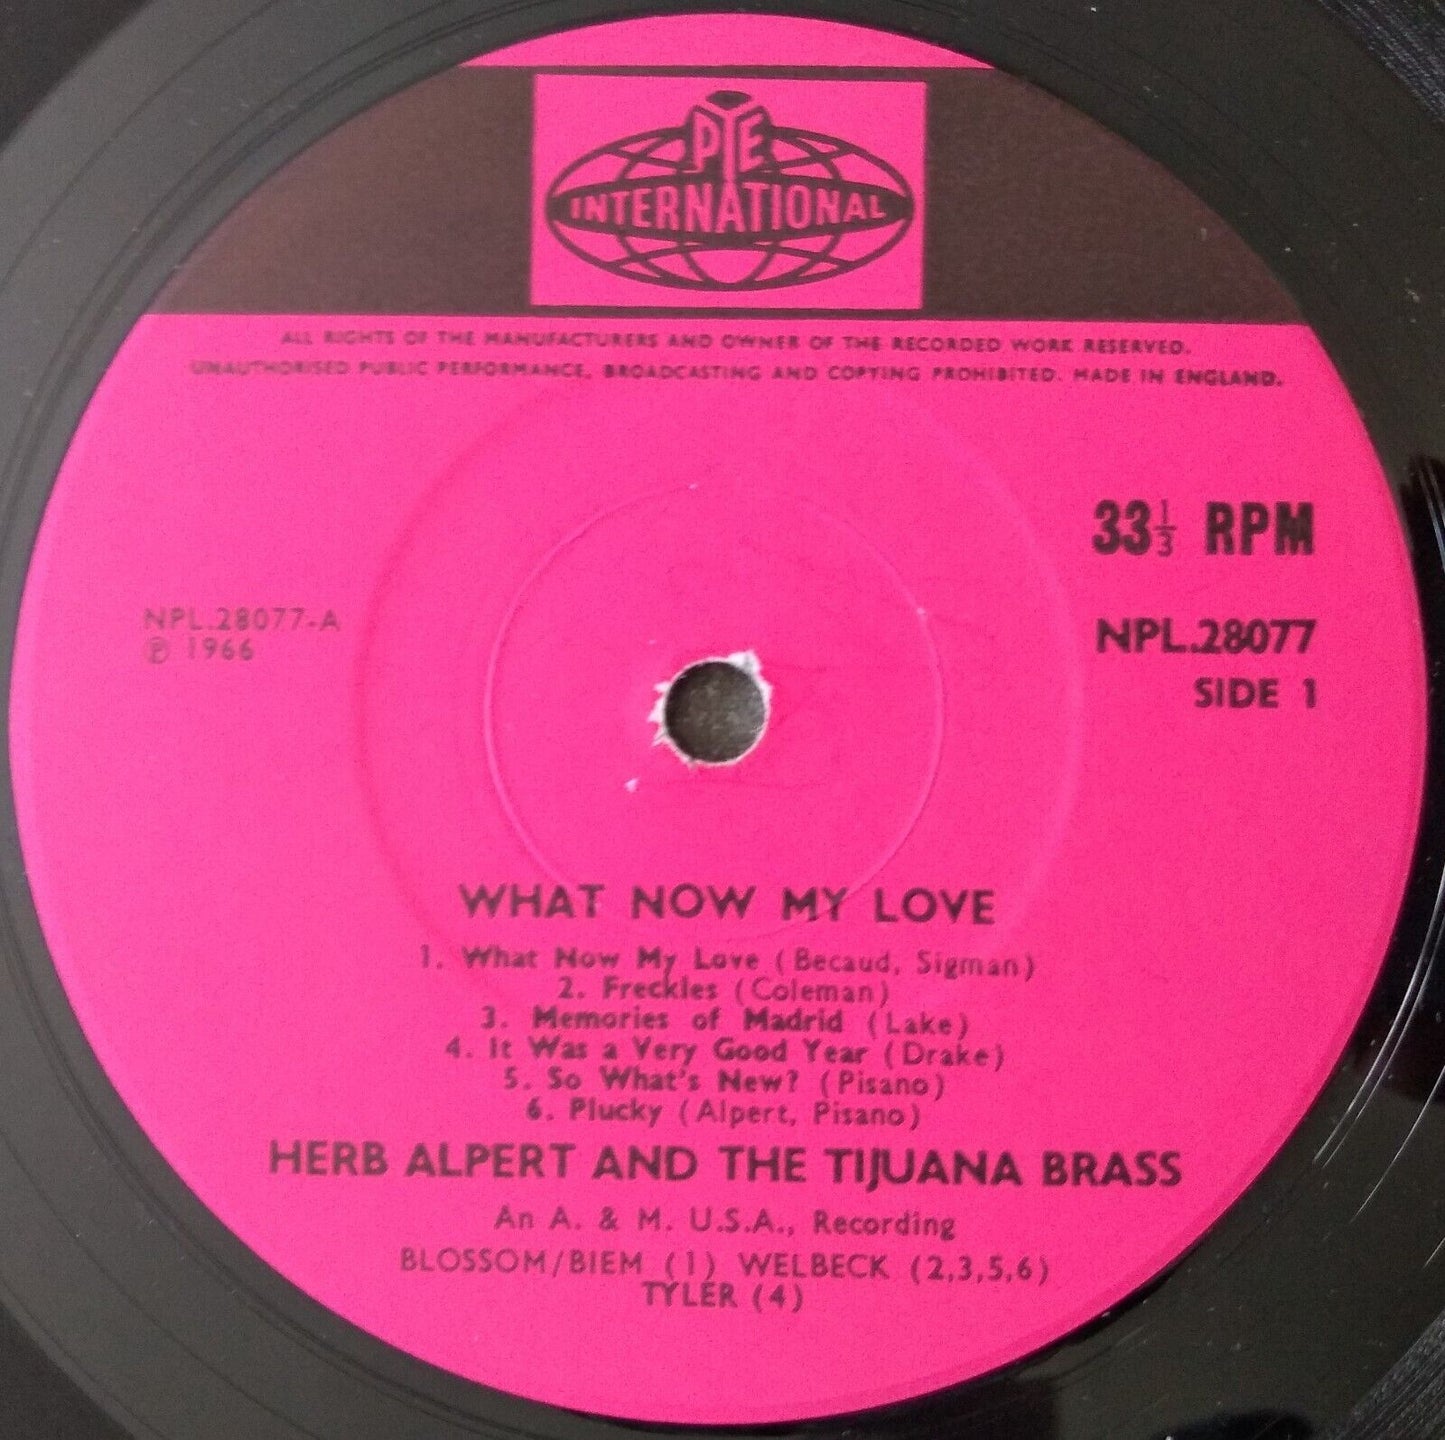 PYE
INTERNATIONAL
ALL RIGHTS OF THE MANUFACTURERS AND OWNER OF THE RECORDED WORK RESERVED.
UNAUTHORISED PUBLIC PERFORMANCE, BROADCASTING AND COPYING PROHIBITED. MADE IN ENGLAND.
33⅓ RPM
NPL.28077-A
℗ 1966
NPL.28077
SIDE 1
WHAT NOW MY LOVE
1. What Now My Love (Becaud, Sigman)
2. Freckles (Coleman)
3. Memories of Madrid (Lake)
4. It Was a Very Good Year (Drake)
5. So What's New? (Pisano)
6. Plucky (Alpert, Pisano)
HERB ALPERT AND THE TIJUANA BRASS
An A. & M. U.S.A., Recording
BLOSSOM/BIEM (1) WELBECK (2,3,5,6)
TYLER (4)